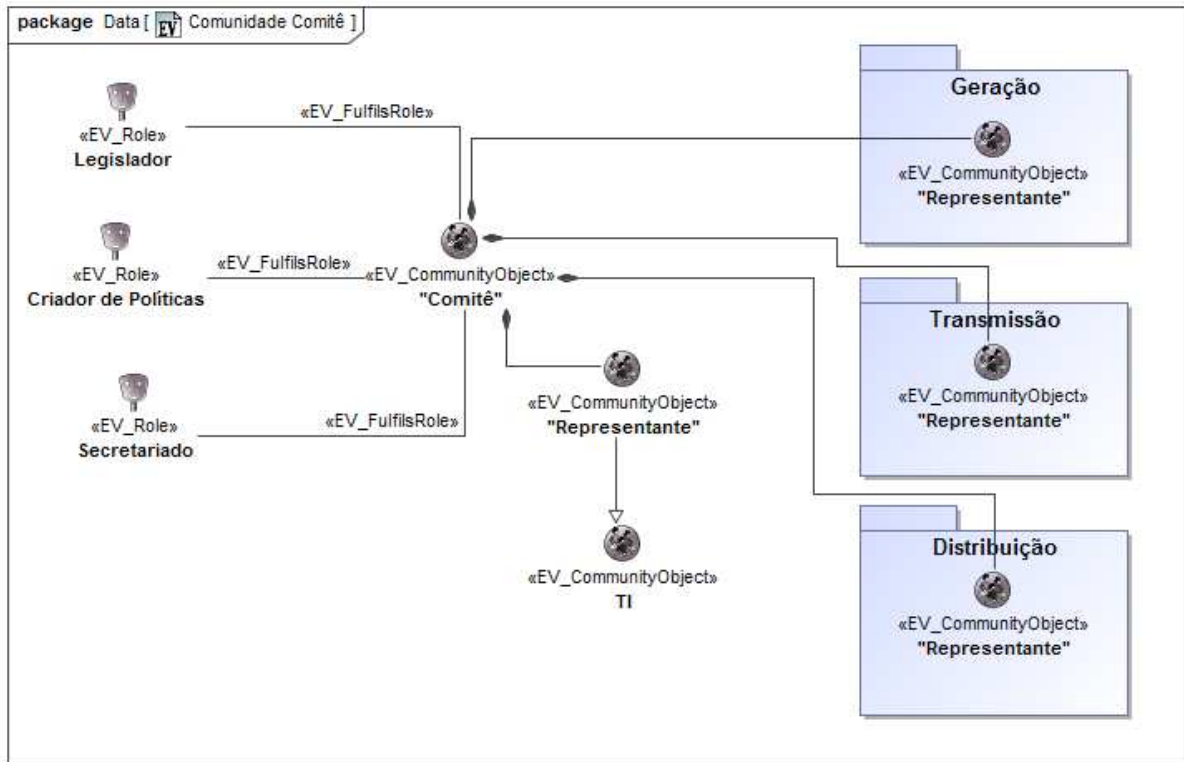 package Data [ EV Comunidade Comitê ]
«EV_Role»
Legislador
«EV_FulfilsRole»
«EV_Role»
Criador de Políticas
«EV_FulfilsRole»
«EV_Role»
Secretariado
«EV_FulfilsRole»
«EV_CommunityObject»
"Comitê"
«EV_CommunityObject»
"Representante"
«EV_CommunityObject»
TI
Geração
«EV_CommunityObject»
"Representante"
Transmissão
«EV_CommunityObject»
"Representante"
Distribuição
«EV_CommunityObject»
"Representante"